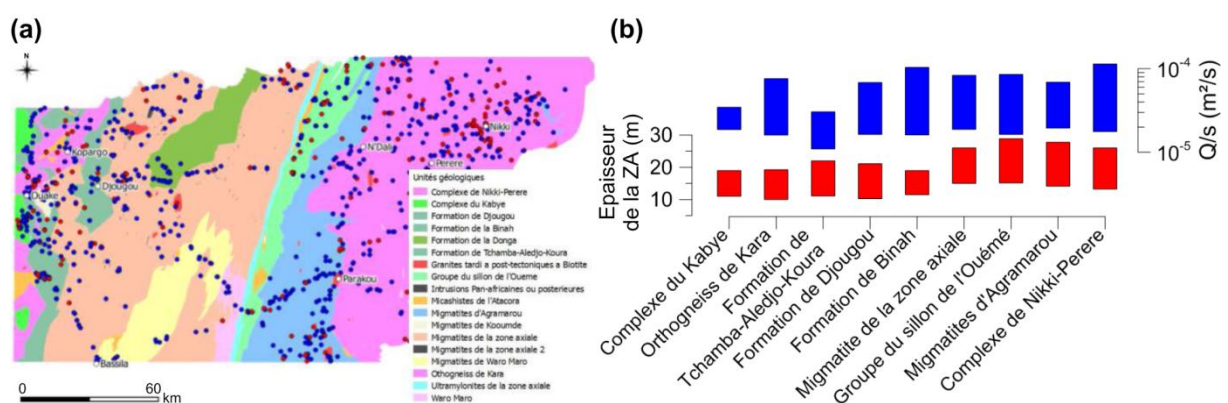 (a)
N
Kopargo
Djougou
Ouake
Bassila
N'Dali
Nikki
Perere
Parakou
0 60
km
Unités géologiques
Complexe de Nikki-Perere
Complexe du Kabye
Formation de Djougou
Formation de la Binah
Formation de la Donga
Formation de Tchamba-Aledjo-Koura
Granites tardi a post-tectoniques a Biotite
Groupe du sillon de l'Oueme
Intrusions Pan-africaines ou posterieures
Micashistes de l'Atacora
Migmatites d'Agramarou
Migmatites de Kooumde
Migmatites de la zone axiale
Migmatites de la zone axiale 2
Migmatites de Waro Maro
Othogneiss de Kara
Ultramylonites de la zone axiale
Waro Maro
(b)
Epaisseur
de la ZA (m)
30
20
10
10⁻⁴
10⁻⁵
Q/s (m²/s)
Complexe du Kabye
Orthogneiss de Kara
Formation de
Tchamba-Aledjo-Koura
Formation de Djougou
Formation de Binah
Migmatite de la zone axiale
Groupe du sillon de l'Ouémé
Migmatites d'Agramarou
Complexe de Nikki-Perere